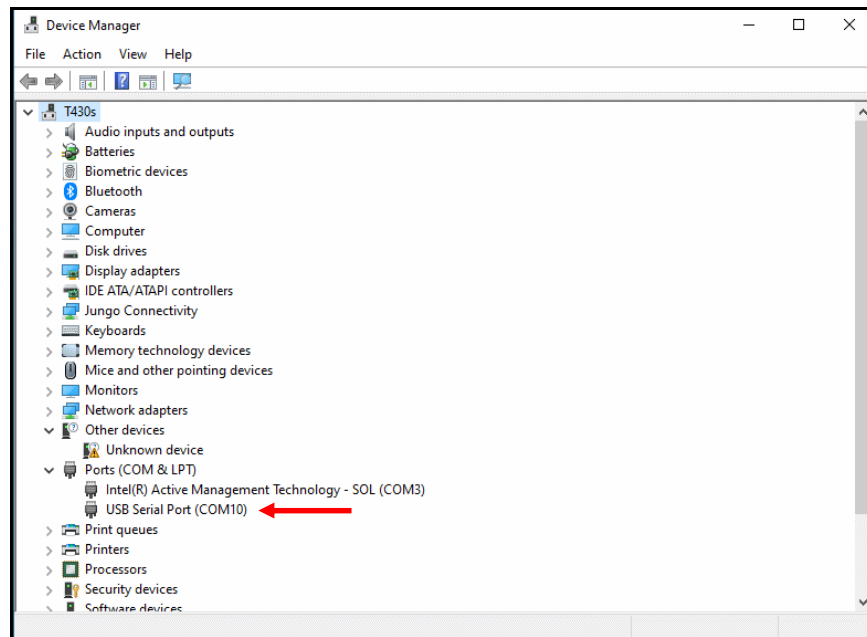 Device Manager
File Action View Help
T430s
Audio inputs and outputs
Batteries
Biometric devices
Bluetooth
Cameras
Computer
Disk drives
Display adapters
IDE ATA/ATAPI controllers
Jungo Connectivity
Keyboards
Memory technology devices
Mice and other pointing devices
Monitors
Network adapters
Other devices
Unknown device
Ports (COM & LPT)
Intel(R) Active Management Technology - SOL (COM3)
USB Serial Port (COM10)
Print queues
Printers
Processors
Security devices
Software devices